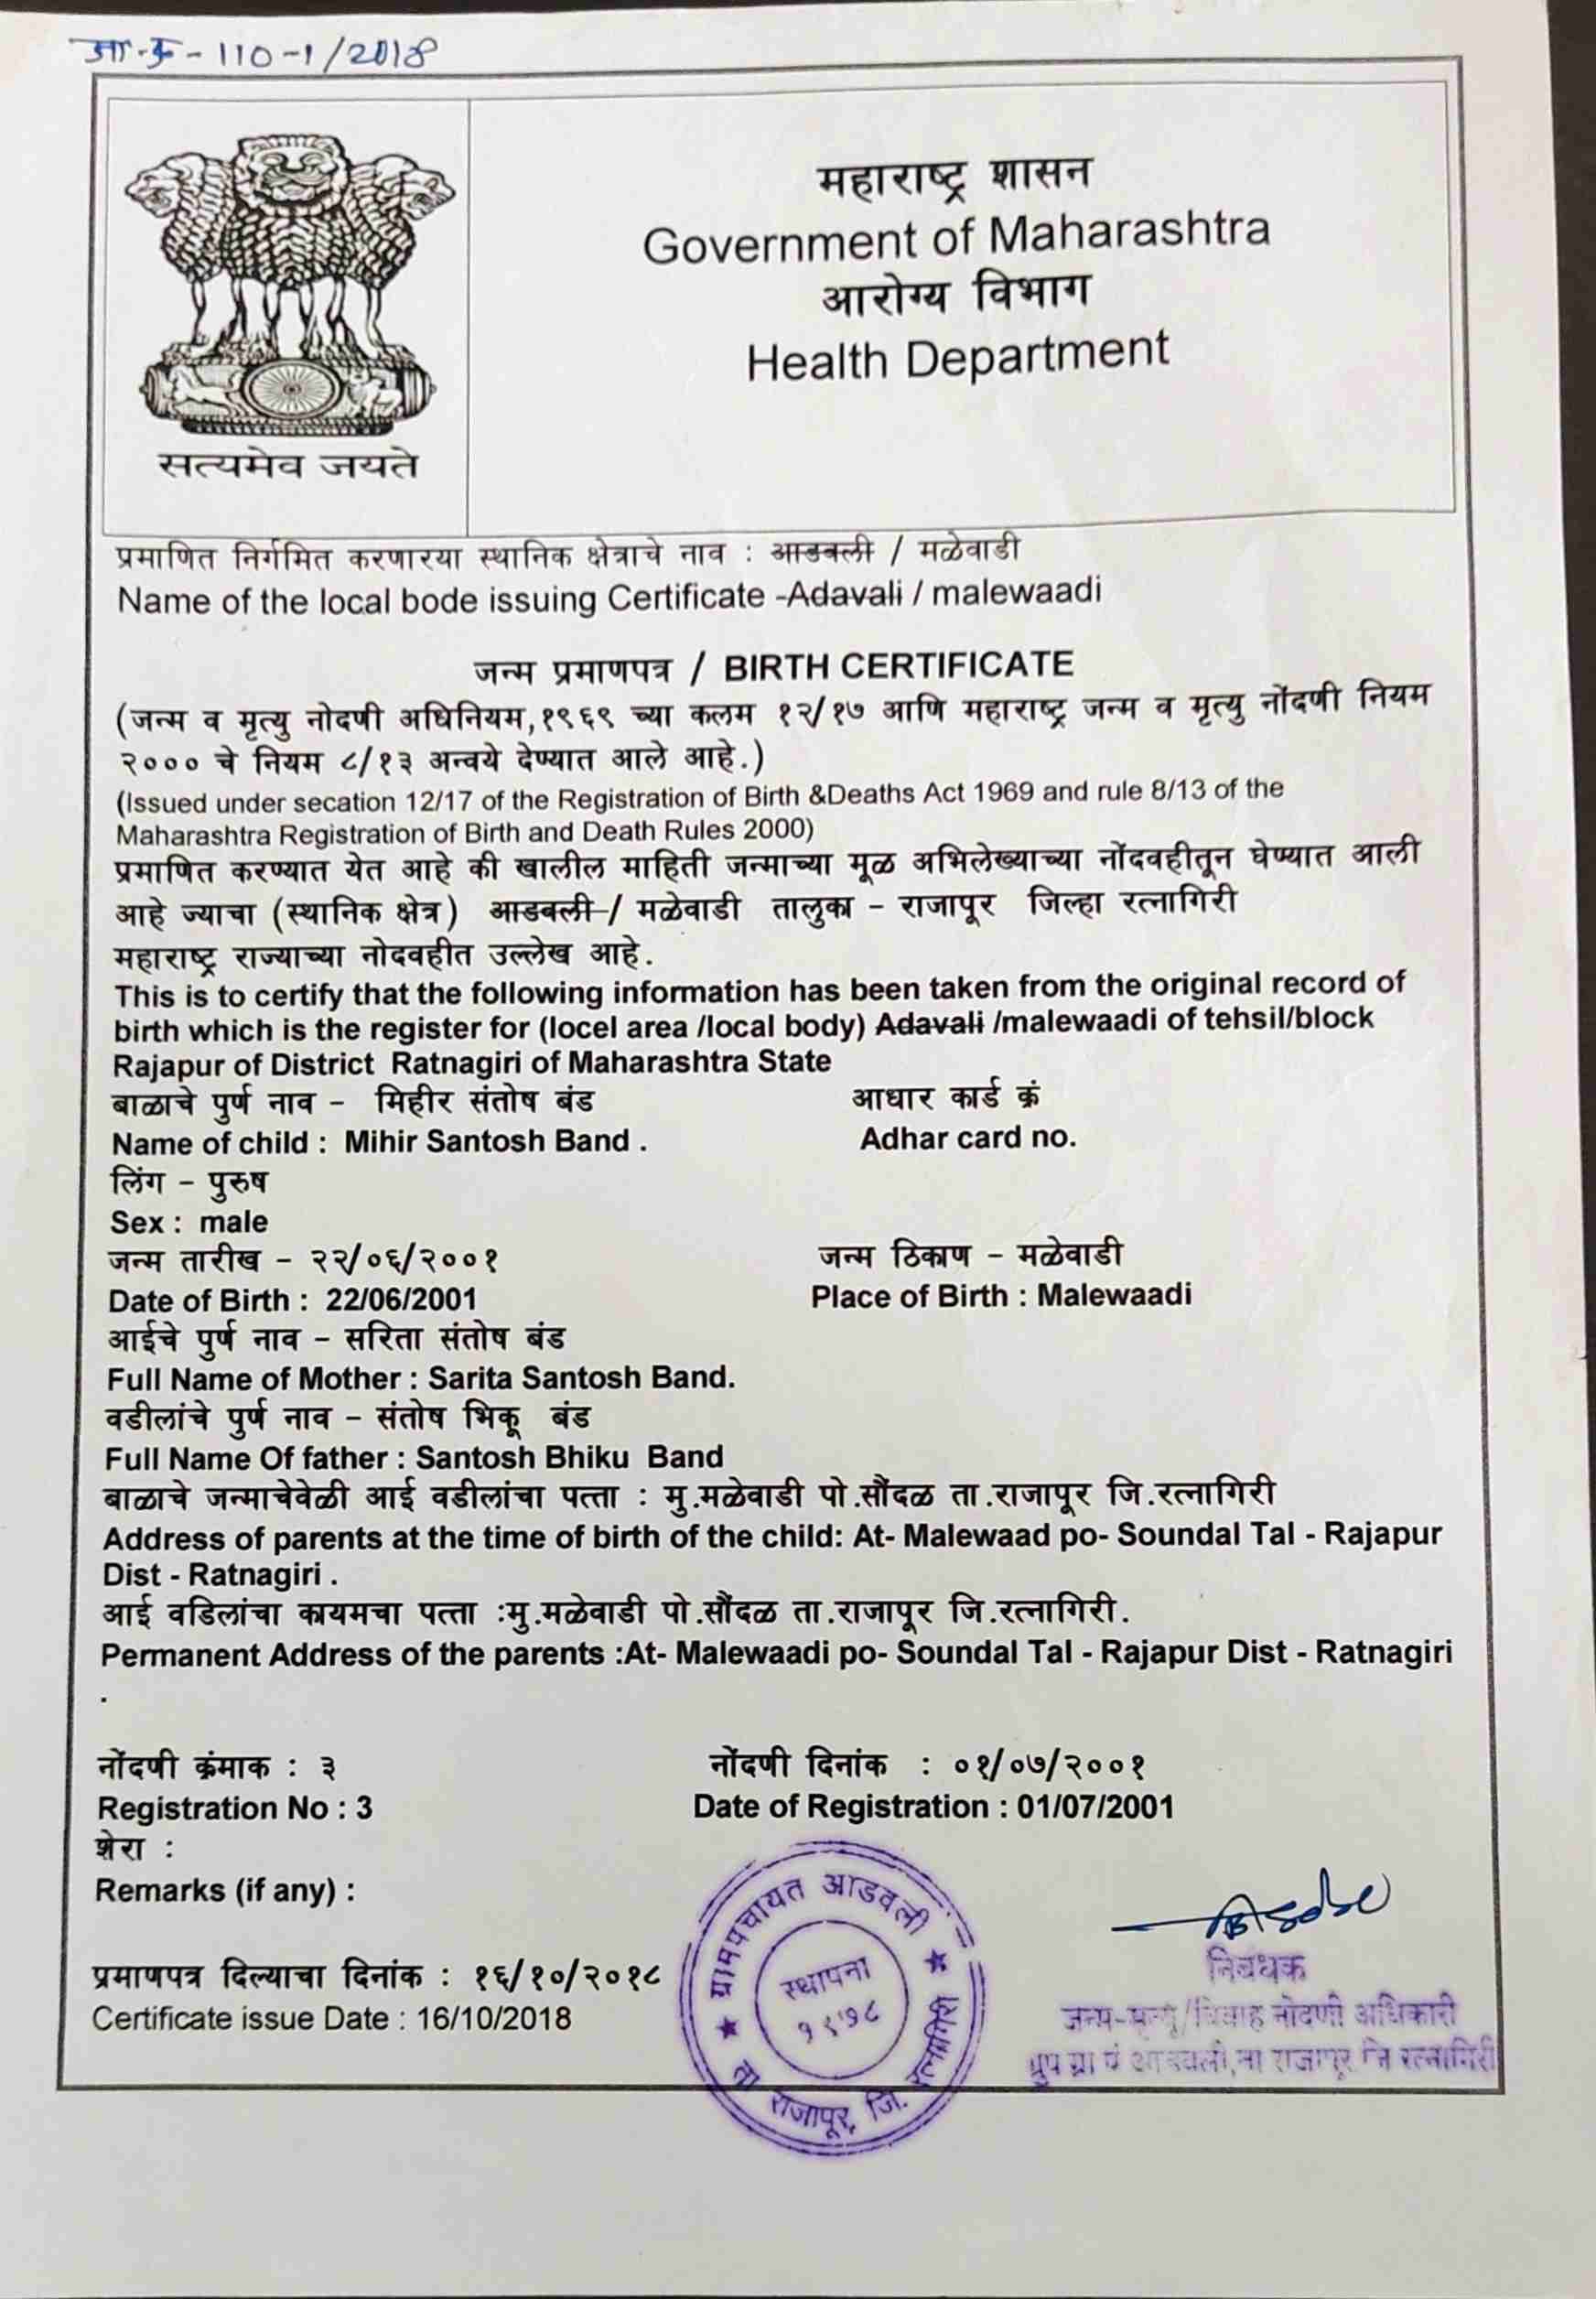 जा.क्र - 110-1/2018
सत्यमेव जयते
महाराष्ट्र शासन
Government of Maharashtra
आरोग्य विभाग
Health Department
प्रमाणित निर्गमित करणारया स्थानिक क्षेत्राचे नाव : आडवली / मळेवाडी
Name of the local bode issuing Certificate -Adavali / malewaadi
जन्म प्रमाणपत्र / BIRTH CERTIFICATE
(जन्म व मृत्यु नोदणी अधिनियम,१९६९ च्या कलम १२/१७ आणि महाराष्ट्र जन्म व मृत्यु नोंदणी नियम
२००० चे नियम ८/१३ अन्वये देण्यात आले आहे.)
(Issued under secation 12/17 of the Registration of Birth &Deaths Act 1969 and rule 8/13 of the
Maharashtra Registration of Birth and Death Rules 2000)
प्रमाणित करण्यात येत आहे की खालील माहिती जन्माच्या मूळ अभिलेख्याच्या नोंदवहीतून घेण्यात आली
आहे ज्याचा (स्थानिक क्षेत्र) आडवली / मळेवाडी तालुका - राजापूर जिल्हा रत्नागिरी
महाराष्ट्र राज्याच्या नोदवहीत उल्लेख आहे.
This is to certify that the following information has been taken from the original record of
birth which is the register for (locel area /local body) Adavali /malewaadi of tehsil/block
Rajapur of District Ratnagiri of Maharashtra State
बाळाचे पुर्ण नाव - मिहीर संतोष बंड आधार कार्ड क्रं
Name of child : Mihir Santosh Band . Adhar card no.
लिंग - पुरुष
Sex : male
जन्म तारीख - २२/०६/२००१ जन्म ठिकाण - मळेवाडी
Date of Birth : 22/06/2001 Place of Birth : Malewaadi
आईचे पुर्ण नाव - सरिता संतोष बंड
Full Name of Mother : Sarita Santosh Band.
वडीलांचे पुर्ण नाव - संतोष भिकू बंड
Full Name Of father : Santosh Bhiku Band
बाळाचे जन्माचेवेळी आई वडीलांचा पत्ता : मु.मळेवाडी पो.सौंदळ ता.राजापूर जि.रत्नागिरी
Address of parents at the time of birth of the child: At- Malewaad po- Soundal Tal - Rajapur
Dist - Ratnagiri .
आई वडिलांचा कायमचा पत्ता :मु.मळेवाडी पो.सौंदळ ता.राजापूर जि.रत्नागिरी.
Permanent Address of the parents :At- Malewaadi po- Soundal Tal - Rajapur Dist - Ratnagiri
.
नोंदणी क्रंमाक : ३ नोंदणी दिनांक : ०१/०७/२००१
Registration No : 3 Date of Registration : 01/07/2001
शेरा :
Remarks (if any) :
प्रमाणपत्र दिल्याचा दिनांक : १६/१०/२०१८
Certificate issue Date : 16/10/2018
ग्रामपंचायत आडवली
स्थापना
ता राजापूर, जि. रत्नागिरी
निबंधक
जन्म-मृत्यु/विवाह नोदणी अधिकारी
ग्रुप ग्रा पं आडवली,ता राजापूर जि रत्नागिरी